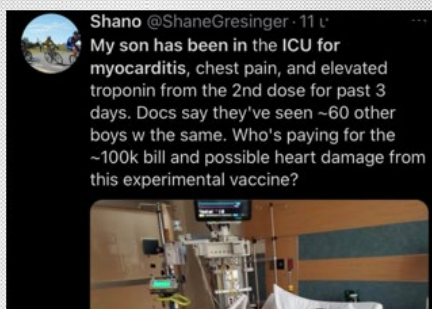 Shano @ShaneGresinger · 11
My son has been in the ICU for
myocarditis, chest pain, and elevated
troponin from the 2nd dose for past 3
days. Docs say they've seen ~60 other
boys w the same. Who's paying for the
~100k bill and possible heart damage from
this experimental vaccine?